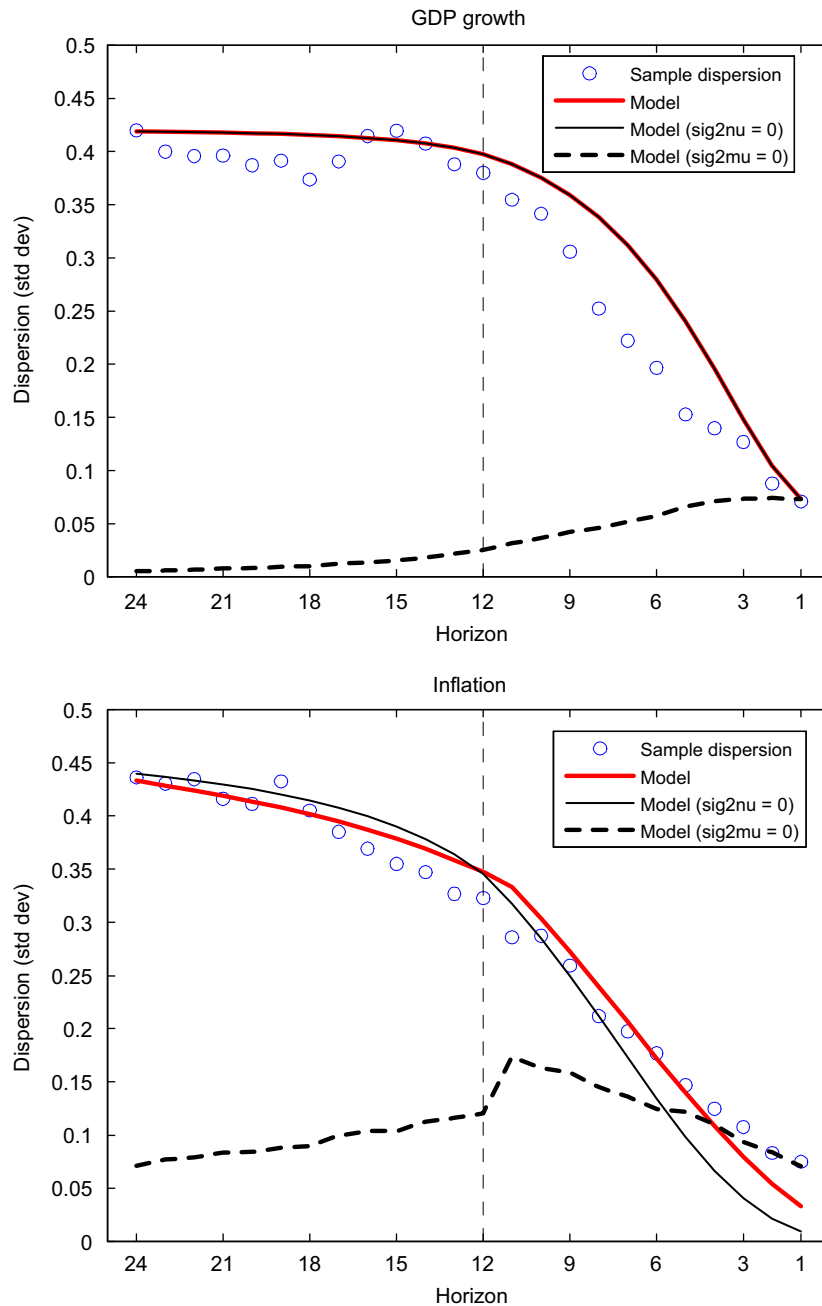 GDP growth
0.5
0.45
0.4
0.35
0.3
0.25
0.2
0.15
0.1
0.05
0
Dispersion (std dev)
Sample dispersion
Model
Model (sig2nu = 0)
Model (sig2mu = 0)
24 21 18 15 12 9 6 3 1
Horizon
Inflation
0.5
0.45
0.4
0.35
0.3
0.25
0.2
0.15
0.1
0.05
0
Dispersion (std dev)
Sample dispersion
Model
Model (sig2nu = 0)
Model (sig2mu = 0)
24 21 18 15 12 9 6 3 1
Horizon